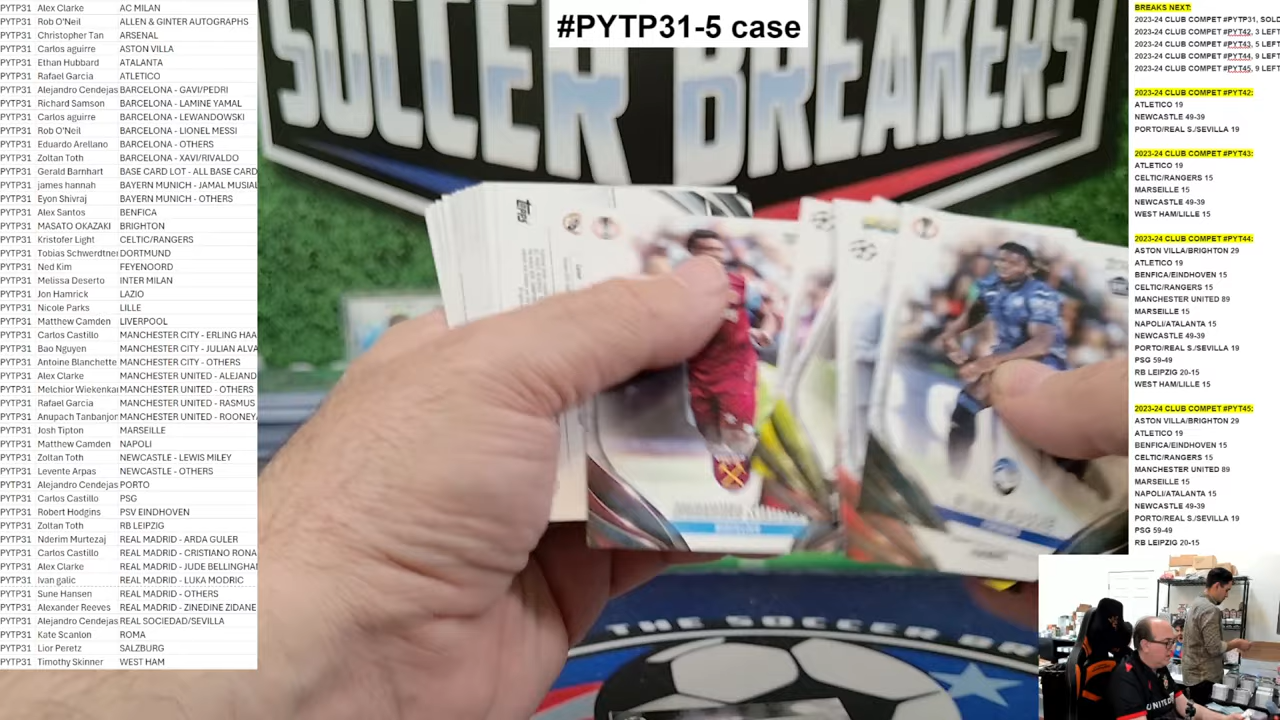 #PYTP31-5 case
SOCCER BREAKERS
PYTP31 Alex Clarke AC MILAN
PYTP31 Rob O'Neil ALLEN & GINTER AUTOGRAPHS
PYTP31 Christopher Tan ARSENAL
PYTP31 Carlos aguirre ASTON VILLA
PYTP31 Ethan Hubbard ATALANTA
PYTP31 Rafael Garcia ATLETICO
PYTP31 Alejandro Cendejas BARCELONA - GAVI/PEDRI
PYTP31 Richard Samson BARCELONA - LAMINE YAMAL
PYTP31 Carlos aguirre BARCELONA - LEWANDOWSKI
PYTP31 Rob O'Neil BARCELONA - LIONEL MESSI
PYTP31 Eduardo Arellano BARCELONA - OTHERS
PYTP31 Zoltan Toth BARCELONA - XAVI/RIVALDO
PYTP31 Gerald Barnhart BASE CARD LOT - ALL BASE CARD
PYTP31 james hannah BAYERN MUNICH - JAMAL MUSIAL
PYTP31 Eyon Shivraj BAYERN MUNICH - OTHERS
PYTP31 Alex Santos BENFICA
PYTP31 MASATO OKAZAKI BRIGHTON
PYTP31 Kristofer Light CELTIC/RANGERS
PYTP31 Tobias Schwerdtner DORTMUND
PYTP31 Ned Kim FEYENOORD
PYTP31 Melissa Deserto INTER MILAN
PYTP31 Jon Hamrick LAZIO
PYTP31 Nicole Parks LILLE
PYTP31 Matthew Camden LIVERPOOL
PYTP31 Carlos Castillo MANCHESTER CITY - ERLING HAA
PYTP31 Bao Nguyen MANCHESTER CITY - JULIAN ALVA
PYTP31 Antoine Blanchette MANCHESTER CITY - OTHERS
PYTP31 Alex Clarke MANCHESTER UNITED - ALEJAND
PYTP31 Melchior Wiekenkar MANCHESTER UNITED - OTHERS
PYTP31 Rafael Garcia MANCHESTER UNITED - RASMUS
PYTP31 Anupach Tanbanjor MANCHESTER UNITED - ROONEY
PYTP31 Josh Tipton MARSEILLE
PYTP31 Matthew Camden NAPOLI
PYTP31 Zoltan Toth NEWCASTLE - LEWIS MILEY
PYTP31 Levente Arpas NEWCASTLE - OTHERS
PYTP31 Alejandro Cendejas PORTO
PYTP31 Carlos Castillo PSG
PYTP31 Robert Hodgins PSV EINDHOVEN
PYTP31 Zoltan Toth RB LEIPZIG
PYTP31 Nderim Murtezaj REAL MADRID - ARDA GULER
PYTP31 Carlos Castillo REAL MADRID - CRISTIANO RONA
PYTP31 Alex Clarke REAL MADRID - JUDE BELLINGHAM
PYTP31 Ivan galic REAL MADRID - LUKA MODRIC
PYTP31 Sune Hansen REAL MADRID - OTHERS
PYTP31 Alexander Reeves REAL MADRID - ZINEDINE ZIDANE
PYTP31 Alejandro Cendejas REAL SOCIEDAD/SEVILLA
PYTP31 Kate Scanlon ROMA
PYTP31 Lior Peretz SALZBURG
PYTP31 Timothy Skinner WEST HAM
BREAKS NEXT:
2023-24 CLUB COMPET #PYTP31, SOLD
2023-24 CLUB COMPET #PYT42, 3 LEFT
2023-24 CLUB COMPET #PYT43, 5 LEFT
2023-24 CLUB COMPET #PYT44, 9 LEFT
2023-24 CLUB COMPET #PYT45, 9 LEFT
2023-24 CLUB COMPET #PYT42:
ATLETICO 19
NEWCASTLE 49-39
PORTO/REAL S./SEVILLA 19
2023-24 CLUB COMPET #PYT43:
ATLETICO 19
CELTIC/RANGERS 15
MARSEILLE 15
NEWCASTLE 49-39
WEST HAM/LILLE 15
2023-24 CLUB COMPET #PYT44:
ASTON VILLA/BRIGHTON 29
ATLETICO 19
BENFICA/EINDHOVEN 15
CELTIC/RANGERS 15
MANCHESTER UNITED 89
MARSEILLE 15
NAPOLI/ATALANTA 15
NEWCASTLE 49-39
PORTO/REAL S./SEVILLA 19
PSG 59-49
RB LEIPZIG 20-15
WEST HAM/LILLE 15
2023-24 CLUB COMPET #PYT45:
ASTON VILLA/BRIGHTON 29
ATLETICO 19
BENFICA/EINDHOVEN 15
CELTIC/RANGERS 15
MANCHESTER UNITED 89
MARSEILLE 15
NAPOLI/ATALANTA 15
NEWCASTLE 49-39
PORTO/REAL S./SEVILLA 19
PSG 59-49
RB LEIPZIG 20-15
topps
THE SOCCER BR